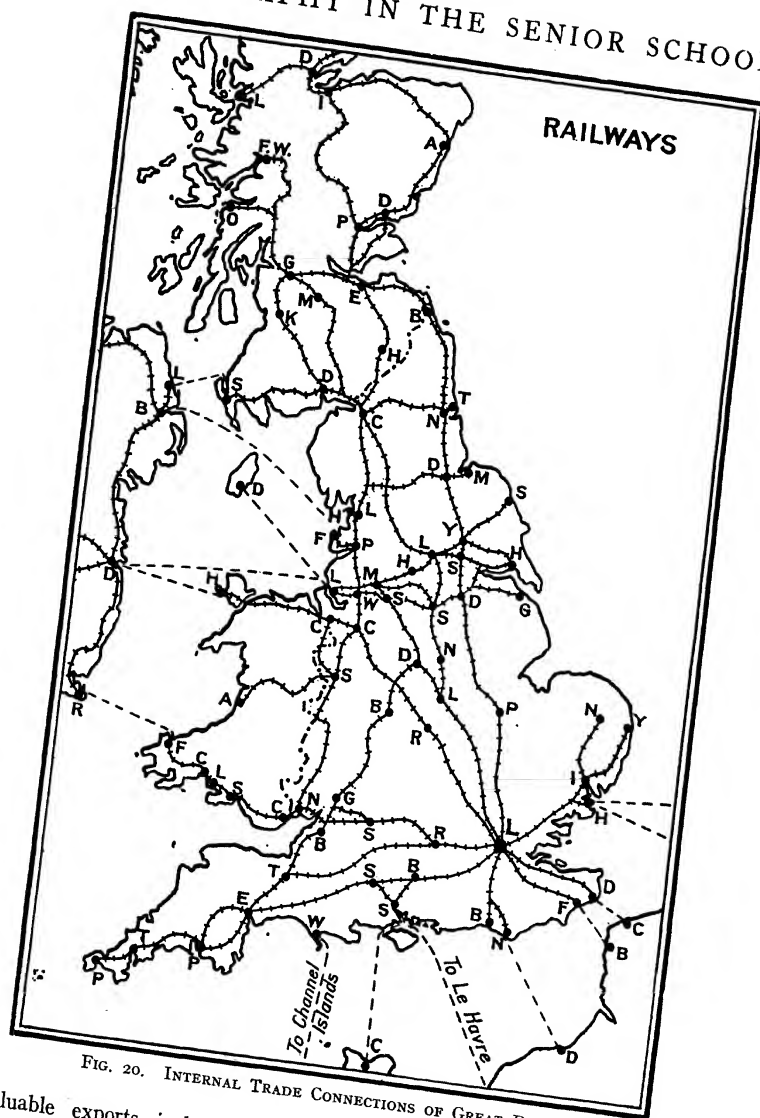 IN THE SENIOR SCHOOL
RAILWAYS
D
L
I
F.W.
A
O
D
P
G
E
M
K
B
H
L
S
D
C
T
N
B
D
D
M
S
H
L
F
P
Y
L
H
S
H
D
H
L
M
W
S
S
D
G
C
C
R
A
S
D
N
L
B
R
P
N
Y
F
C
L
S
C
N
G
B
S
R
L
I
H
T
S
B
E
S
W
B
N
F
D
C
B
P
T
P
To Channel
Islands
C
To Le Havre
D
FIG. 20. INTERNAL TRADE CONNECTIONS OF GREAT
exports